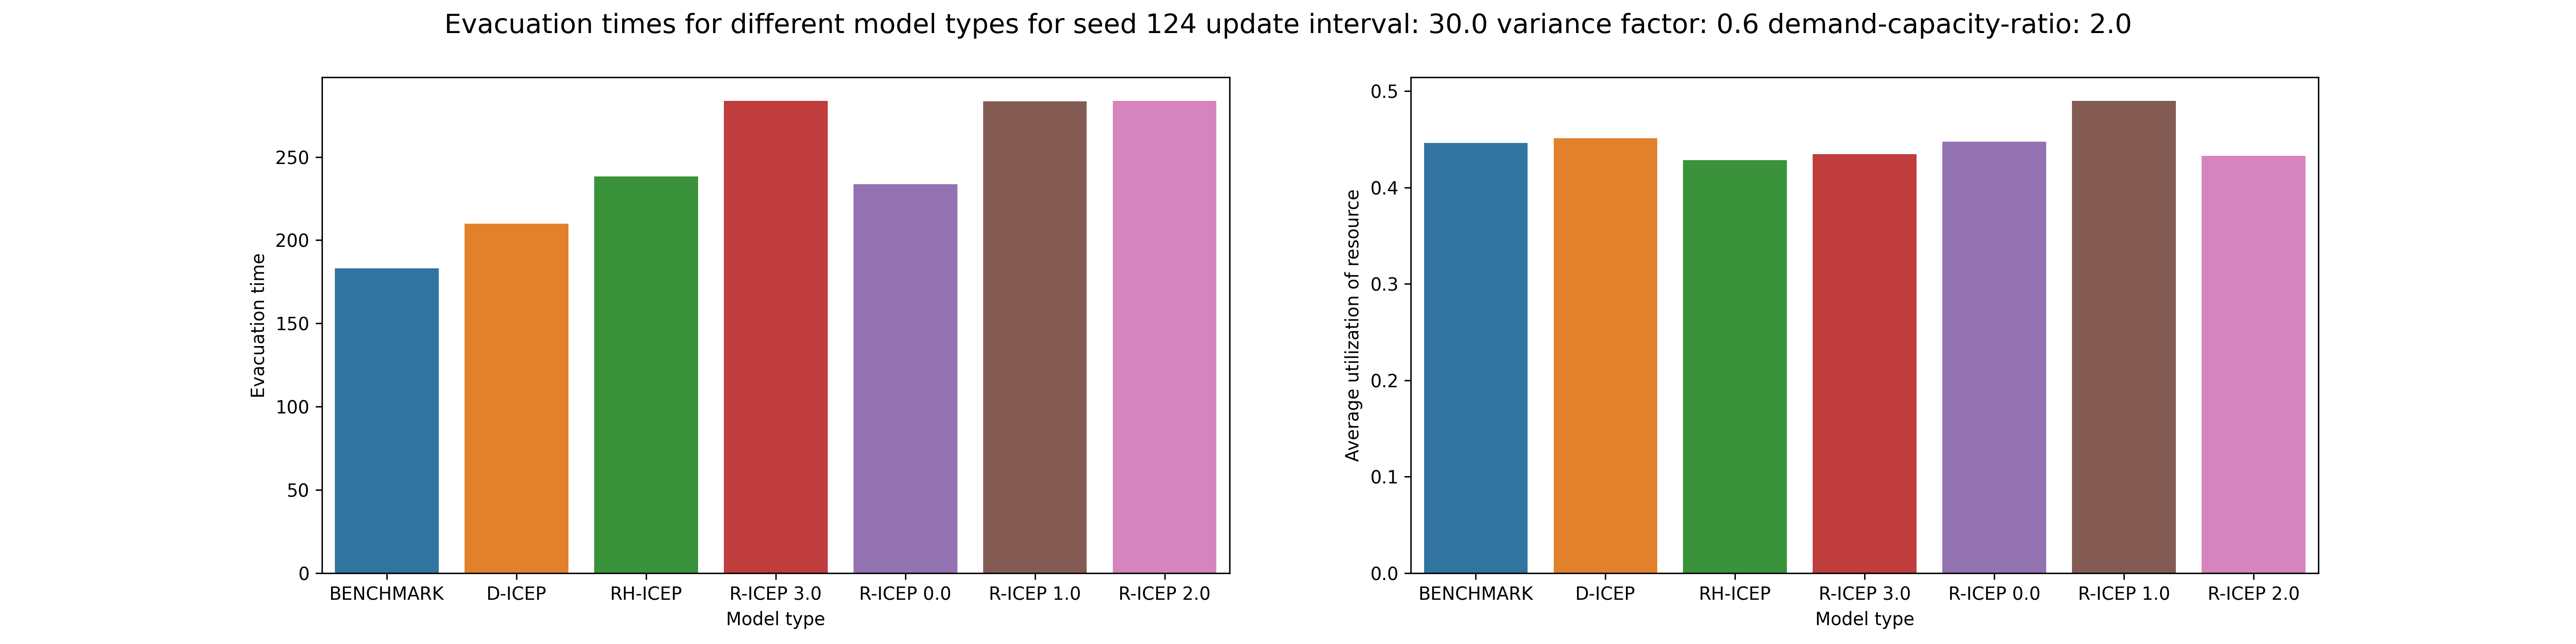 Evacuation times for different model types for seed 124 update interval: 30.0 variance factor: 0.6 demand-capacity-ratio: 2.0
Evacuation time
250
200
150
100
50
0
BENCHMARK D-ICEP RH-ICEP R-ICEP 3.0 R-ICEP 0.0 R-ICEP 1.0 R-ICEP 2.0
Model type
Average utilization of resource
0.5
0.4
0.3
0.2
0.1
0.0
BENCHMARK D-ICEP RH-ICEP R-ICEP 3.0 R-ICEP 0.0 R-ICEP 1.0 R-ICEP 2.0
Model type